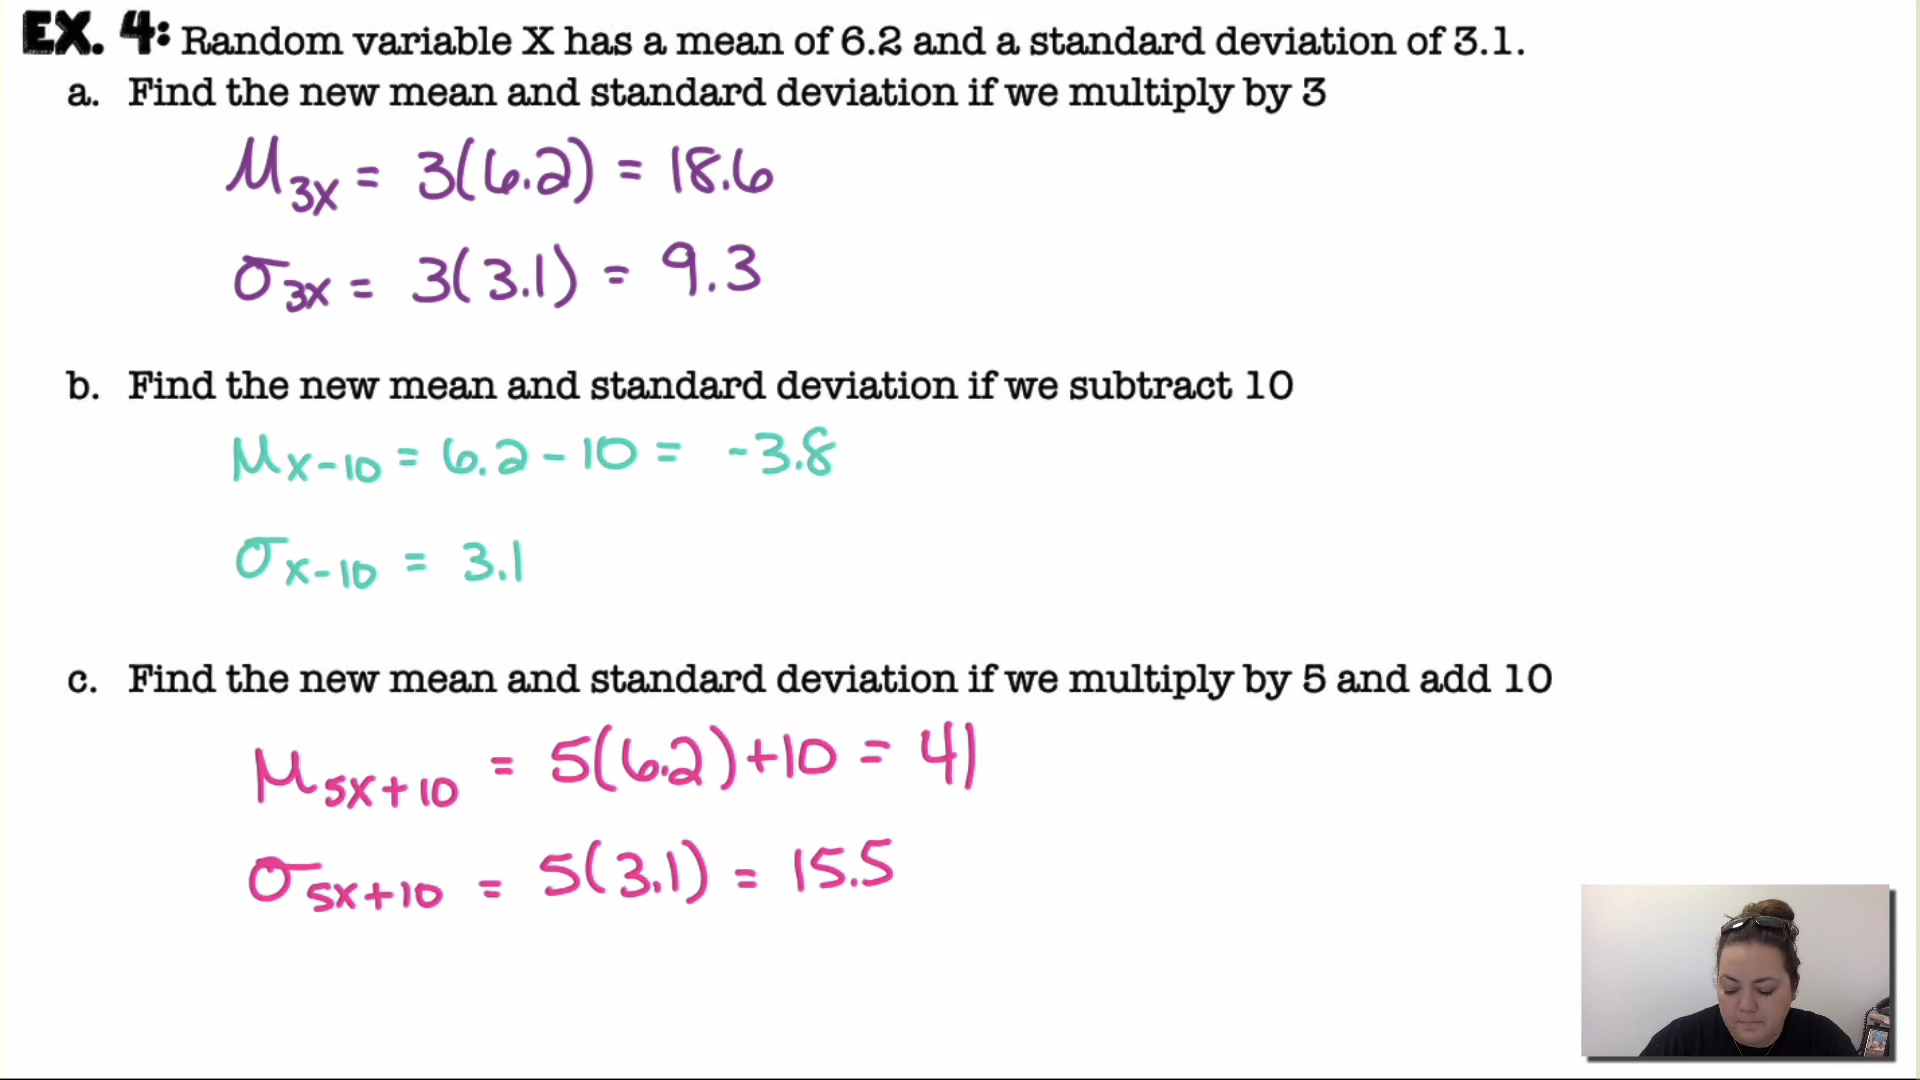 EX. 4: Random variable X has a mean of 6.2 and a standard deviation of 3.1.
a. Find the new mean and standard deviation if we multiply by 3
μ3X = 3(6.2) = 18.6
σ3X = 3(3.1) = 9.3
b. Find the new mean and standard deviation if we subtract 10
μX-10 = 6.2 - 10 = -3.8
σX-10 = 3.1
c. Find the new mean and standard deviation if we multiply by 5 and add 10
μ5X+10 = 5(6.2)+10 = 41
σ5X+10 = 5(3.1) = 15.5